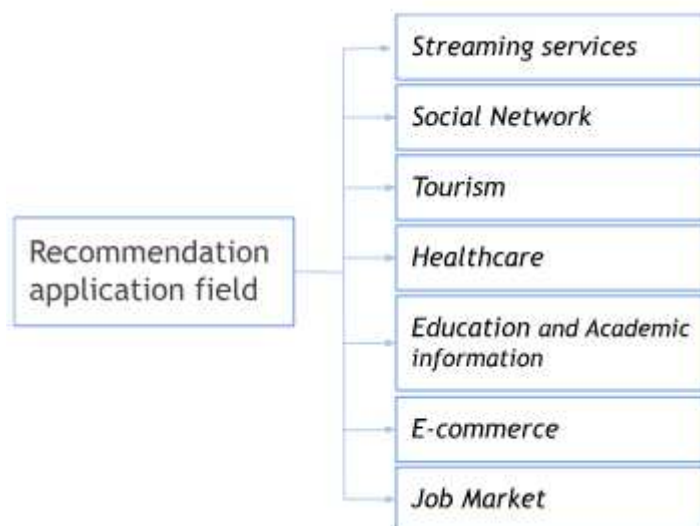 Recommendation
application field
Streaming services
Social Network
Tourism
Healthcare
Education and Academic
information
E-commerce
Job Market